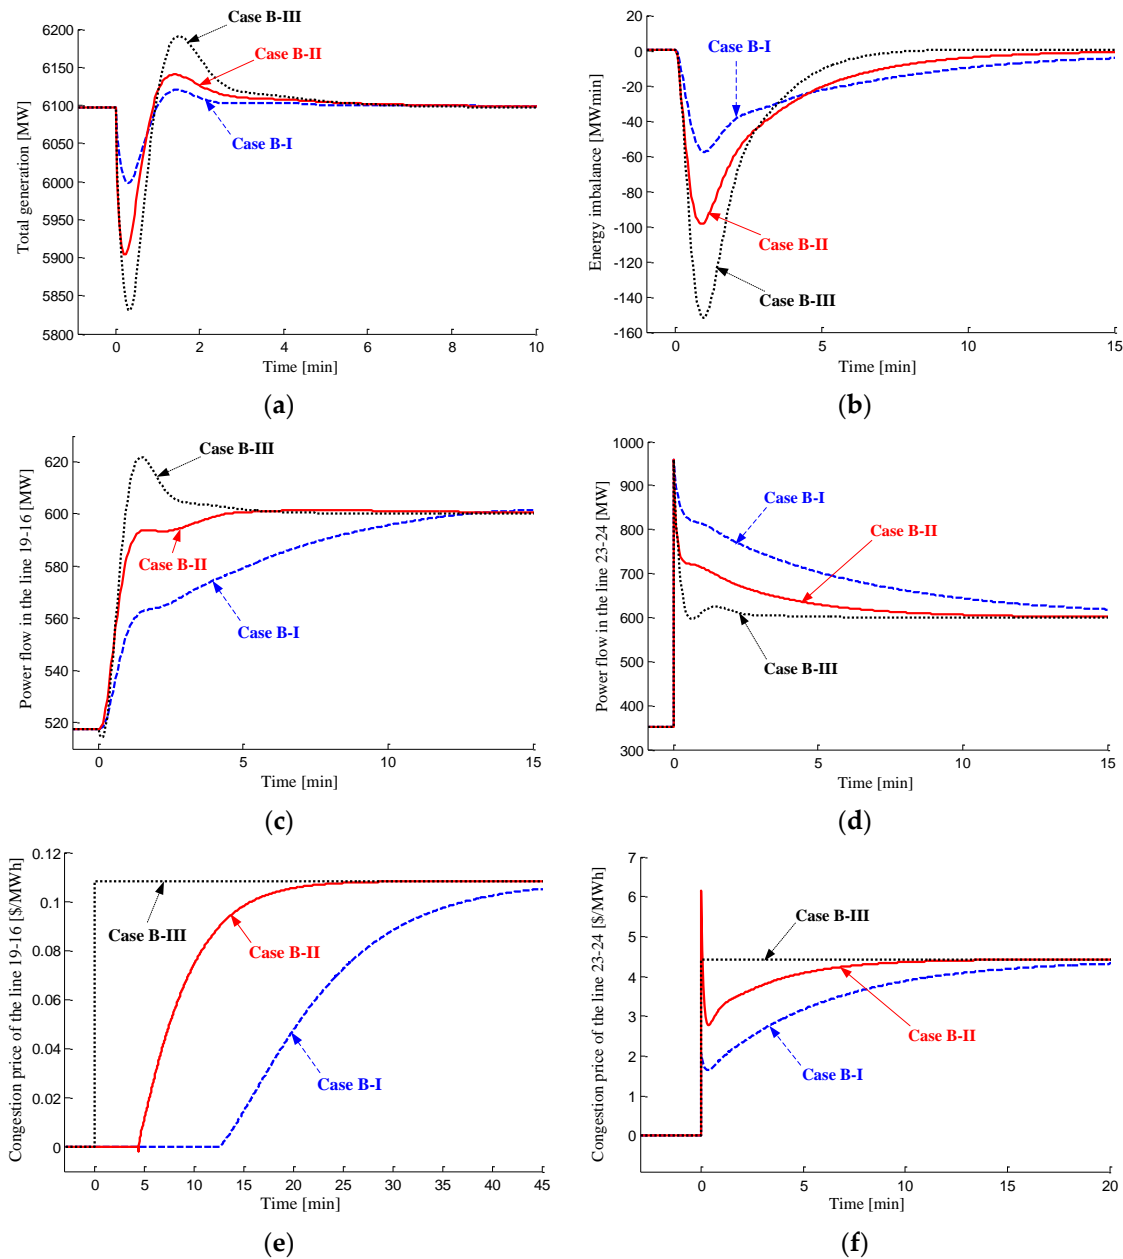 6200
6150
6100
6050
6000
5950
5900
5850
5800
Total generation [MW]
Case B-III
Case B-II
Case B-I
0
2
4
6
8
10
Time [min]
(a)
20
0
-20
-40
-60
-80
-100
-120
-140
-160
Energy imbalance [MW/min]
Case B-I
Case B-II
Case B-III
0
5
10
15
Time [min]
(b)
620
600
580
560
540
520
Power flow in the line 19-16 [MW]
Case B-III
Case B-II
Case B-I
0
5
10
15
Time [min]
(c)
1000
900
800
700
600
500
400
300
Power flow in the line 23-24 [MW]
Case B-I
Case B-II
Case B-III
0
5
10
15
Time [min]
(d)
0.12
0.1
0.08
0.06
0.04
0.02
0
Congestion price of the line 19-16 [$/MWh]
Case B-III
Case B-II
Case B-I
0
5
10
15
20
25
30
35
40
45
Time [min]
(e)
7
6
5
4
3
2
1
0
Congestion price of the line 23-24 [$/MWh]
Case B-III
Case B-II
Case B-I
0
5
10
15
20
Time [min]
(f)